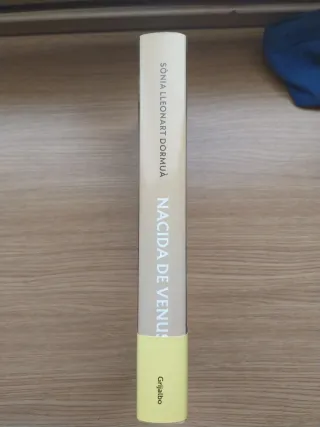 SÒNIA LLEONART DORMUÀ
NACIDA DE VENUS
Grijalbo